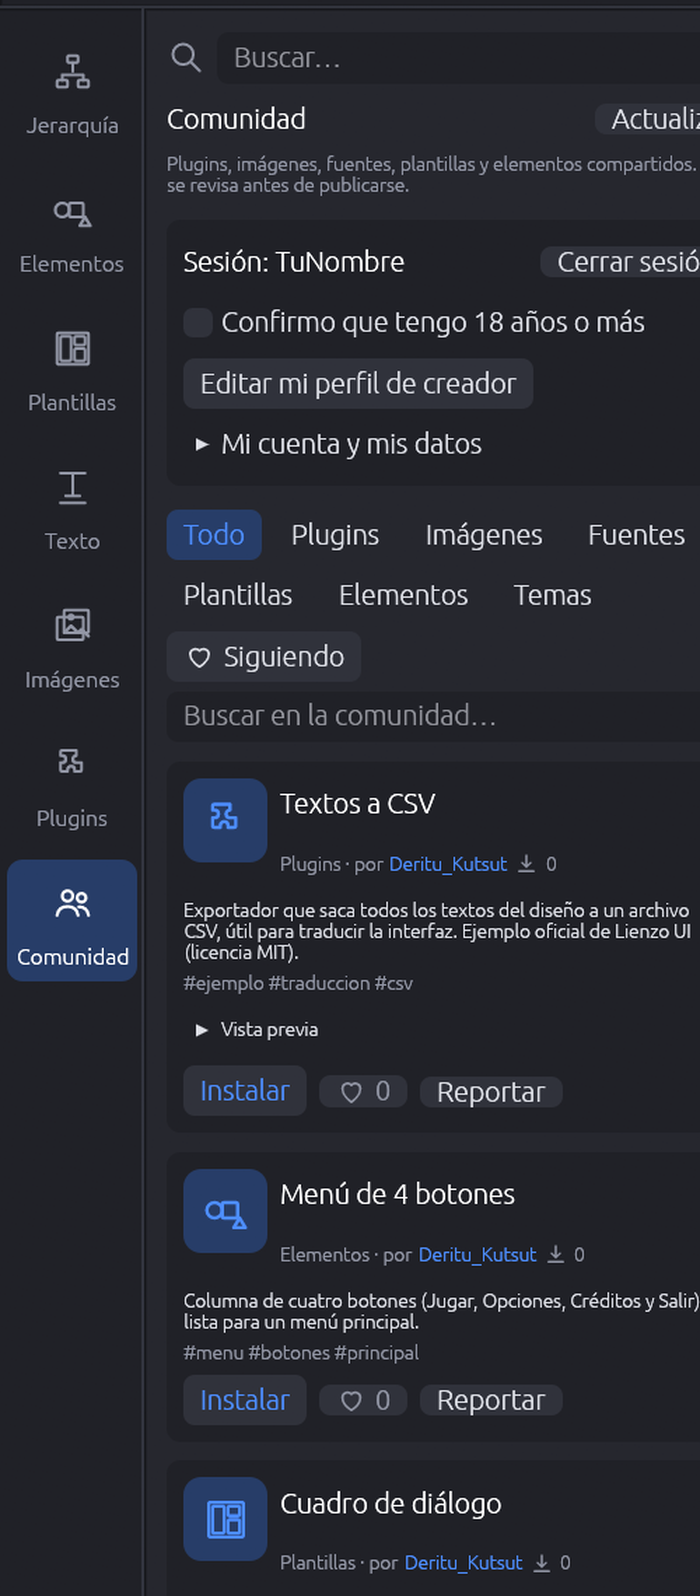 Jerarquía
Elementos
Plantillas
Texto
Imágenes
Plugins
Comunidad
Buscar...
Comunidad
Actualiz
Plugins, imágenes, fuentes, plantillas y elementos compartidos.
se revisa antes de publicarse.
Sesión: TuNombre
Cerrar sesió
Confirmo que tengo 18 años o más
Editar mi perfil de creador
Mi cuenta y mis datos
Todo Plugins Imágenes Fuentes
Plantillas Elementos Temas
Siguiendo
Buscar en la comunidad...
Textos a CSV
Plugins · por Deritu_Kutsut 0
Exportador que saca todos los textos del diseño a un archivo
CSV, útil para traducir la interfaz. Ejemplo oficial de Lienzo UI
(licencia MIT).
#ejemplo #traduccion #csv
Vista previa
Instalar 0 Reportar
Menú de 4 botones
Elementos · por Deritu_Kutsut 0
Columna de cuatro botones (Jugar, Opciones, Créditos y Salir)
lista para un menú principal.
#menu #botones #principal
Instalar 0 Reportar
Cuadro de diálogo
Plantillas · por Deritu_Kutsut 0